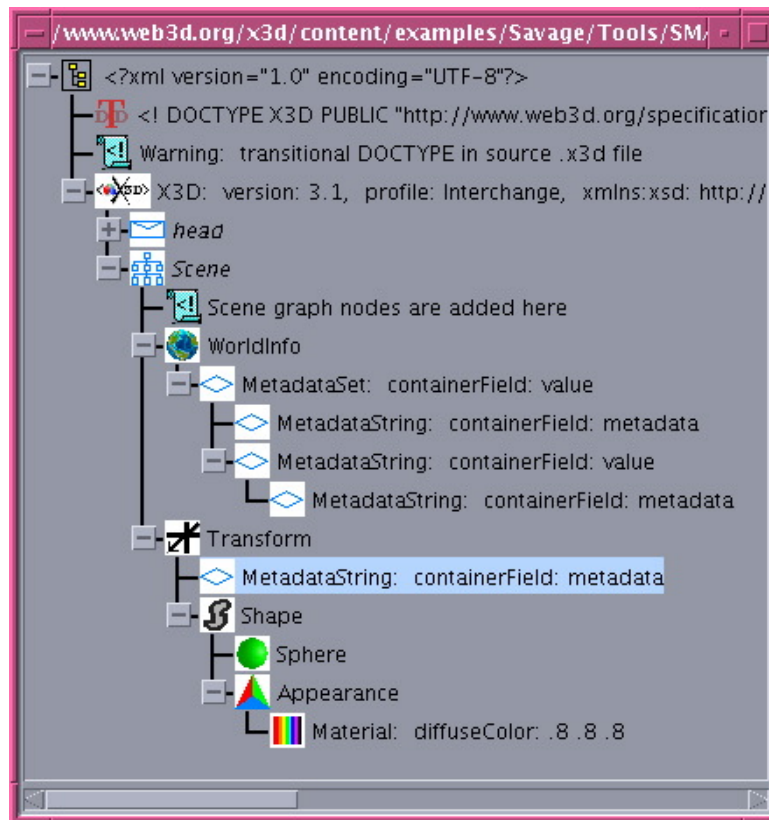 /www.web3d.org/x3d/content/examples/Savage/Tools/SMA
<?xml version="1.0" encoding="UTF-8"?>
<! DOCTYPE X3D PUBLIC "http://www.web3d.org/specification
Warning: transitional DOCTYPE in source .x3d file
X3D: version: 3.1, profile: Interchange, xmlns:xsd: http://
head
Scene
Scene graph nodes are added here
WorldInfo
MetadataSet: containerField: value
MetadataString: containerField: metadata
MetadataString: containerField: value
MetadataString: containerField: metadata
Transform
MetadataString: containerField: metadata
Shape
Sphere
Appearance
Material: diffuseColor: .8 .8 .8